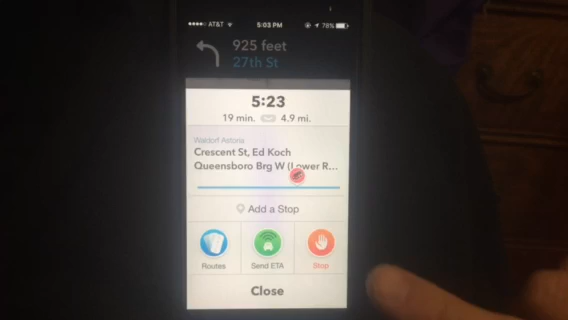 AT&T 5:03 PM 78%
925 feet
27th St
5:23
19 min. 4.9 mi.
Waldorf Astoria
Crescent St, Ed Koch
Queensboro Brg W (Lower R...
Add a Stop
Routes Send ETA Stop
Close